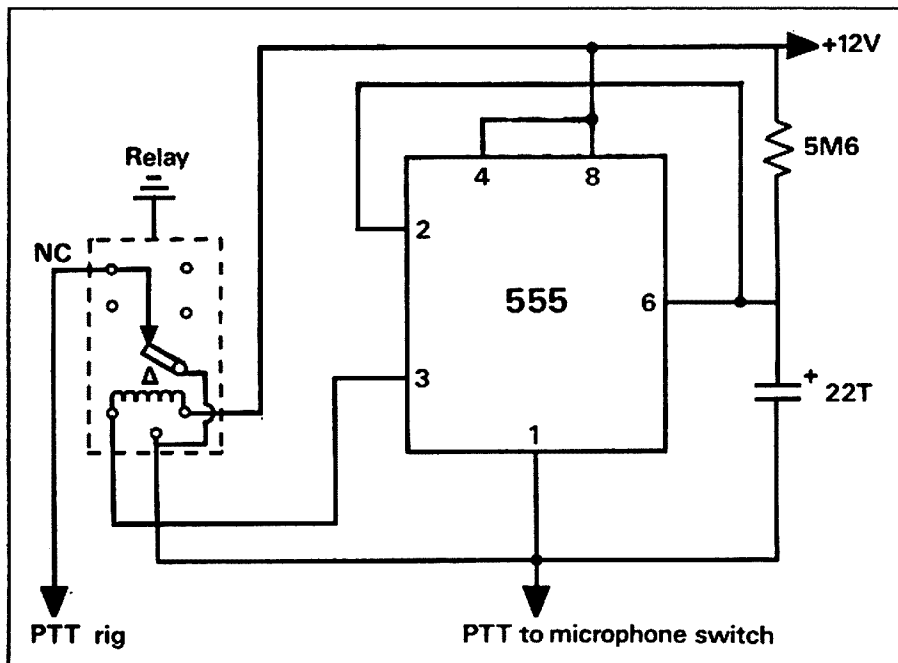 +12V
5M6
Relay
4
8
NC
2
555
6
3
Δ
+
22T
1
PTT rig
PTT to microphone switch